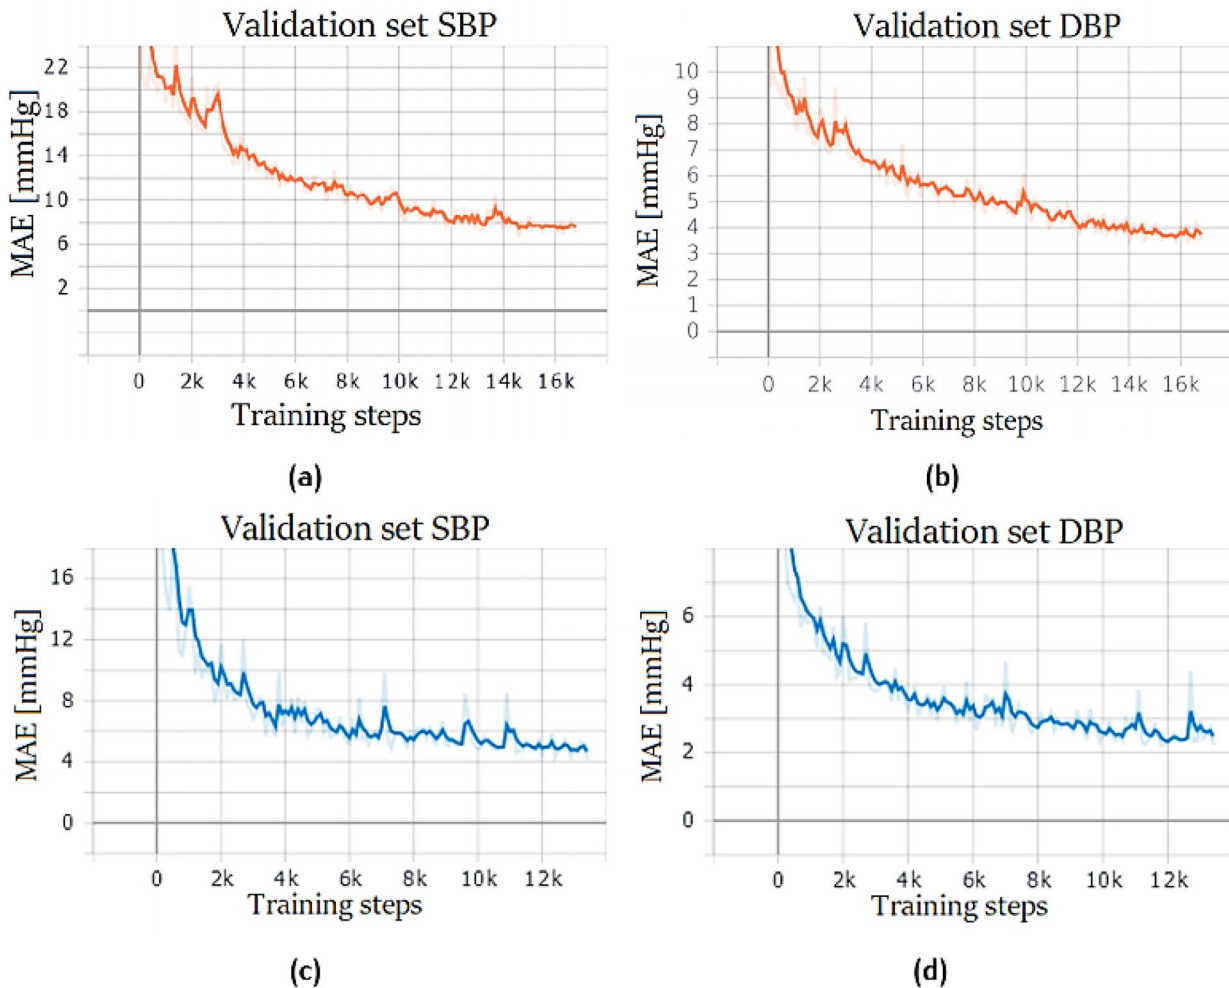 Validation set SBP
Validation set DBP
MAE [mmHg]
22
18
14
10
6
2
0 2k 4k 6k 8k 10k 12k 14k 16k
Training steps
(a)
MAE [mmHg]
10
9
8
7
6
5
4
3
2
1
0
0 2k 4k 6k 8k 10k 12k 14k 16k
Training steps
(b)
Validation set SBP
Validation set DBP
MAE [mmHg]
16
12
8
4
0
0 2k 4k 6k 8k 10k 12k
Training steps
(c)
MAE [mmHg]
6
4
2
0
0 2k 4k 6k 8k 10k 12k
Training steps
(d)